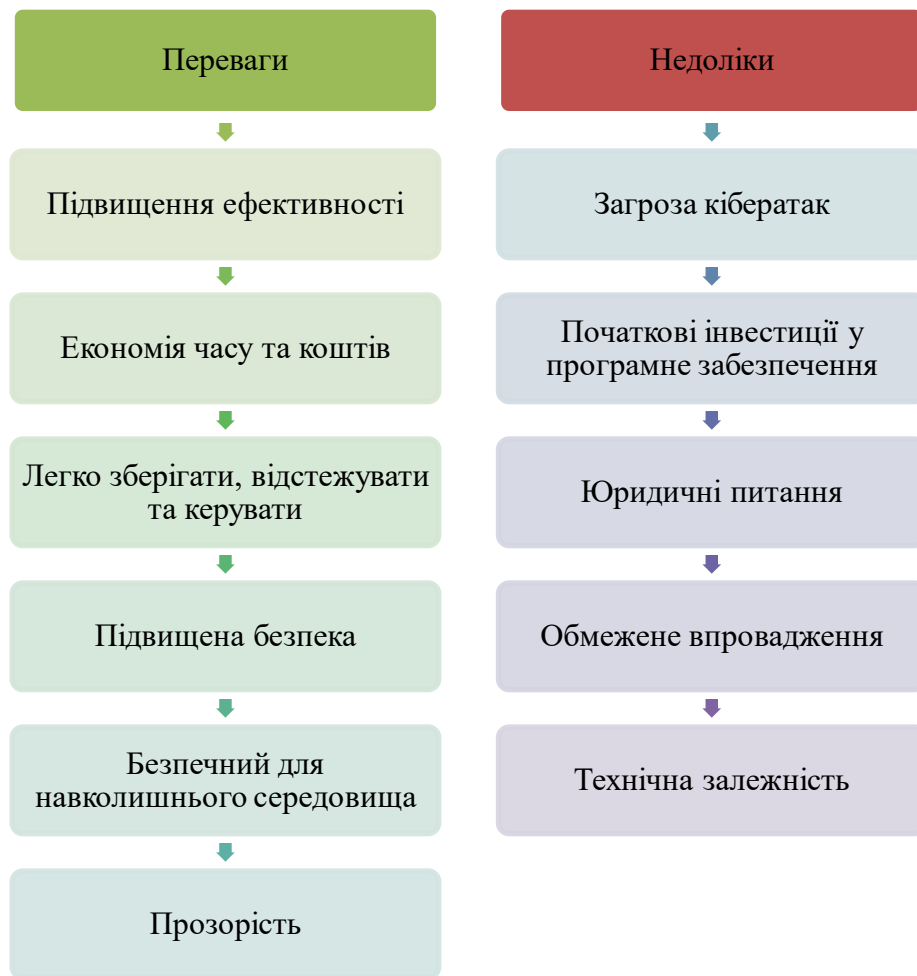 Переваги
Підвищення ефективності
Економія часу та коштів
Легко зберігати, відстежувати
та керувати
Підвищена безпека
Безпечний для
навколишнього середовища
Прозорість
Недоліки
Загроза кібератак
Початкові інвестиції у
програмне забезпечення
Юридичні питання
Обмежене впровадження
Технічна залежність